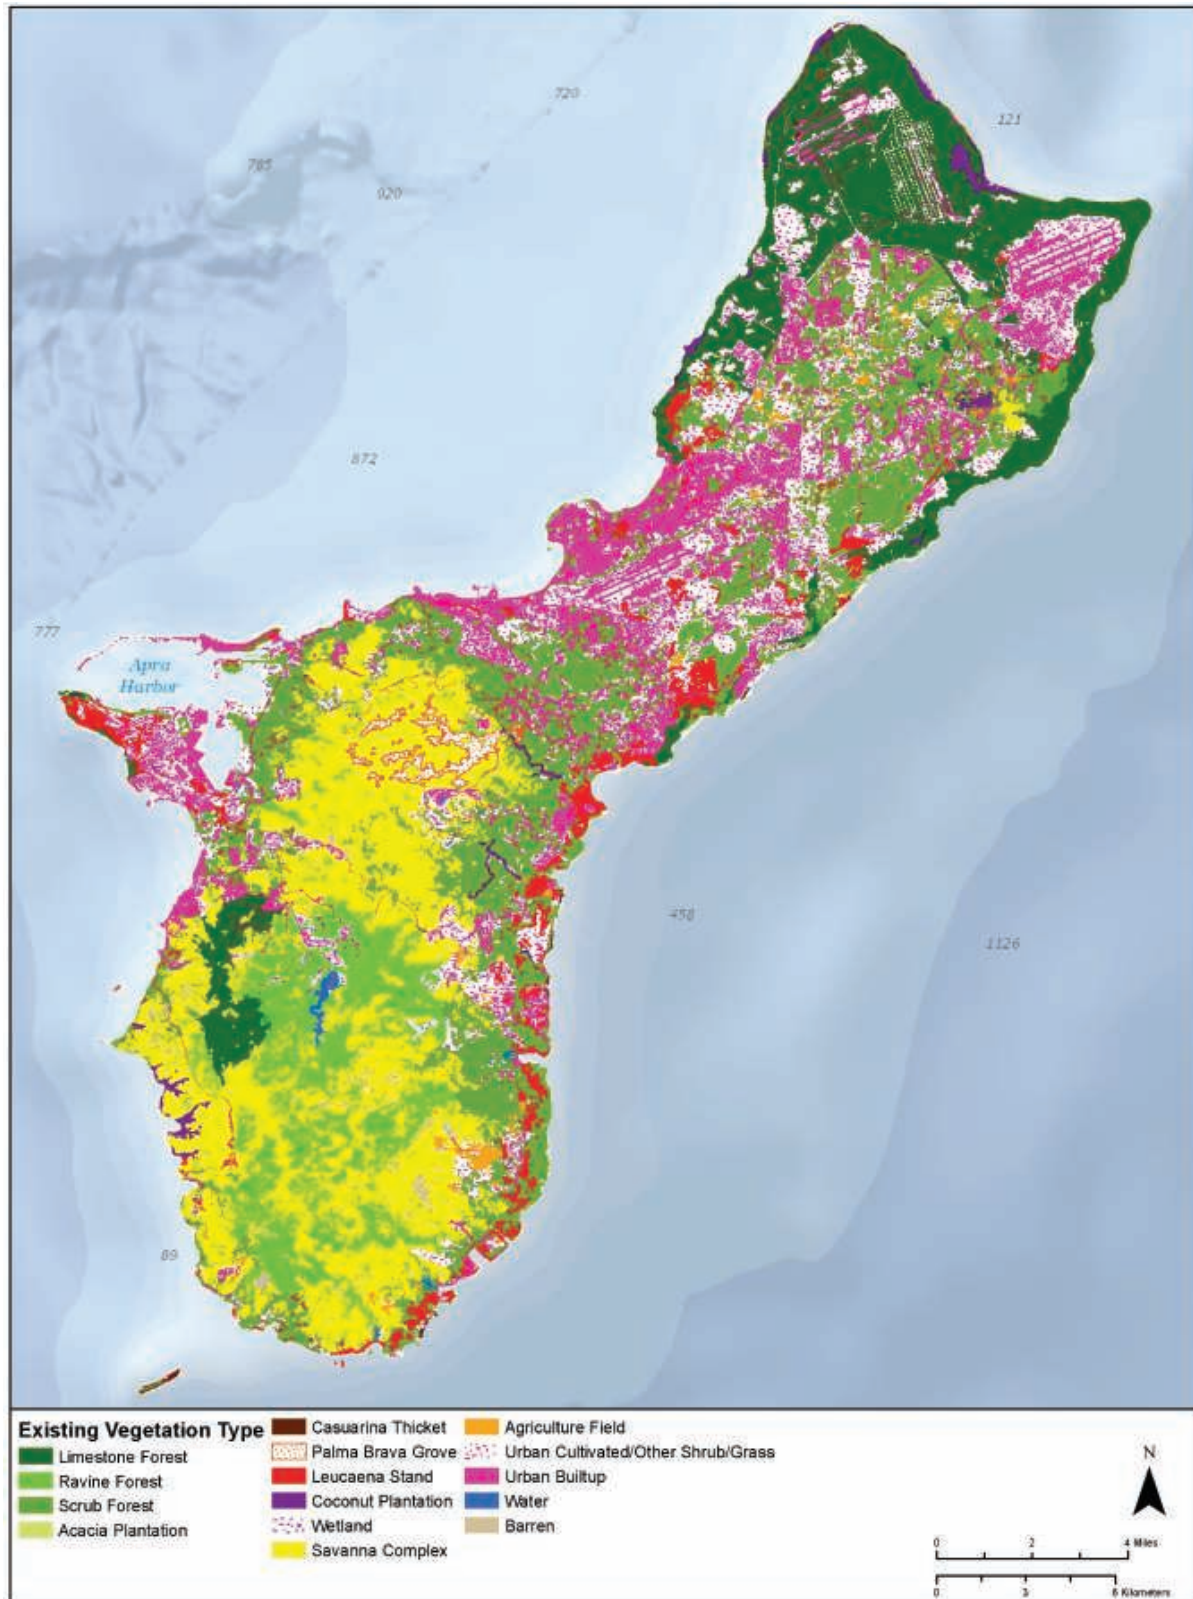 720
121
785
920
872
777
Apra
Harbor
458
1126
89
Existing Vegetation Type
Limestone Forest
Ravine Forest
Scrub Forest
Acacia Plantation
Casuarina Thicket
Palma Brava Grove
Leucaena Stand
Coconut Plantation
Wetland
Savanna Complex
Agriculture Field
Urban Cultivated/Other Shrub/Grass
Urban Builtup
Water
Barren
N
0 2 4 Miles
0 3 6 Kilometers